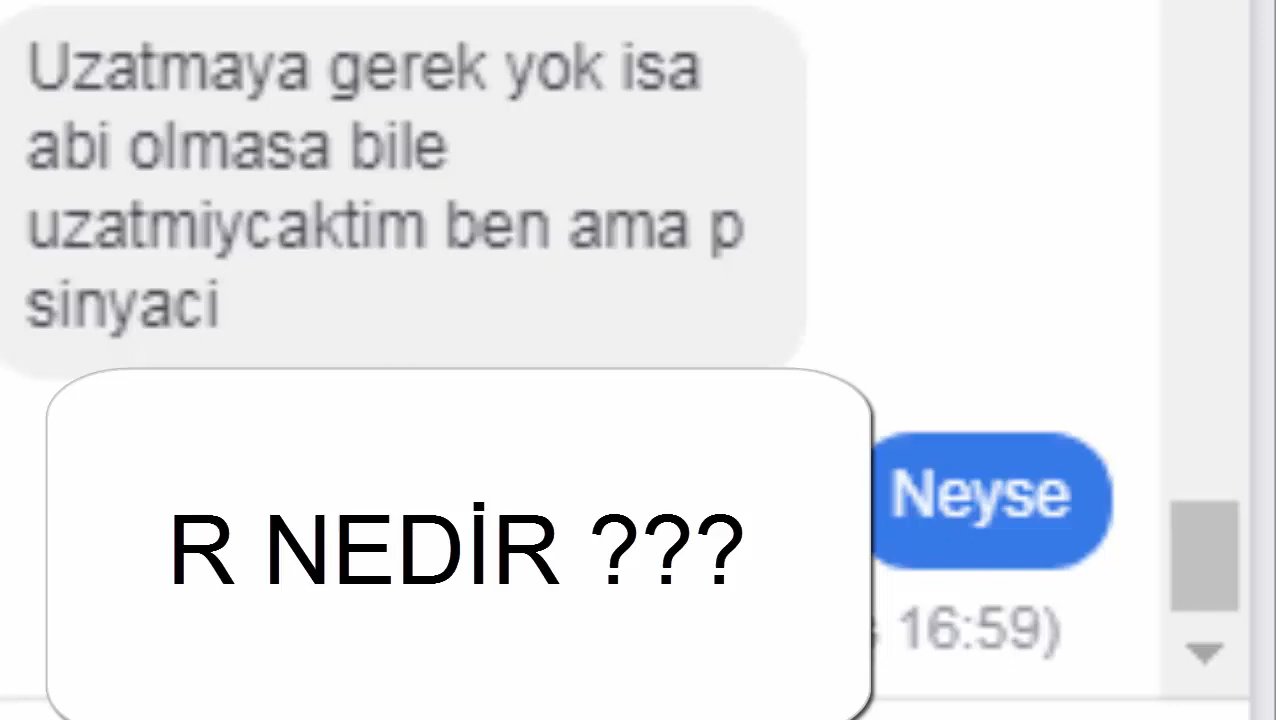 Uzatmaya gerek yok isa
abi olmasa bile
uzatmiycaktim ben ama p
sinyaci
Neyse
16:59)
R NEDİR ???